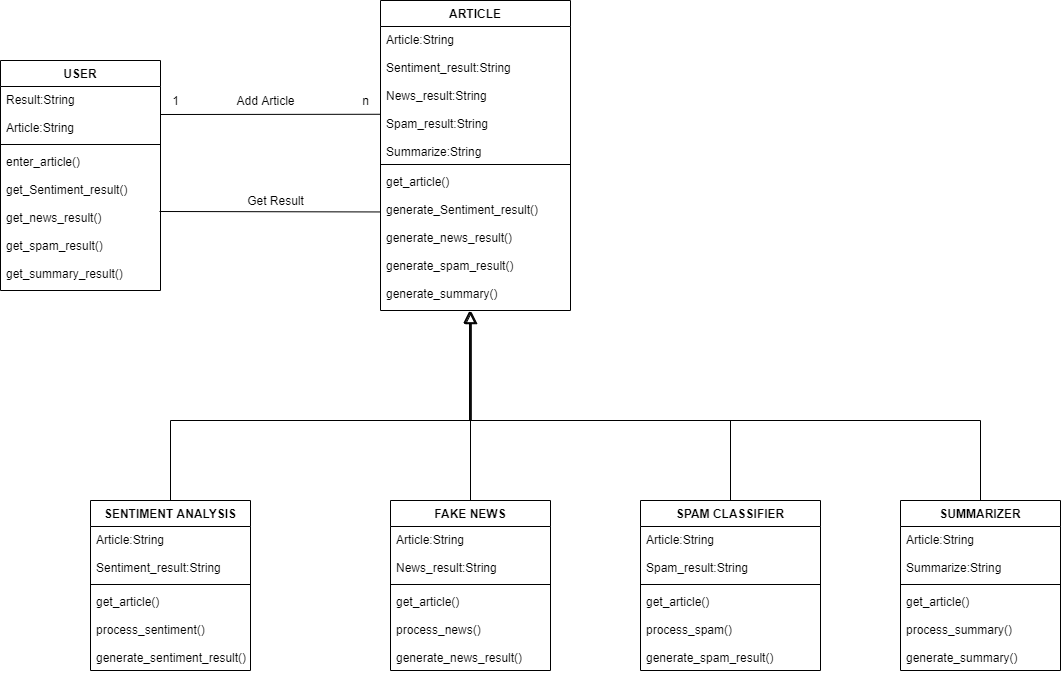 ARTICLE
Article:String
Sentiment_result:String
News_result:String
Spam_result:String
Summarize:String
get_article()
generate_Sentiment_result()
generate_news_result()
generate_spam_result()
generate_summary()
USER
Result:String
Article:String
enter_article()
get_Sentiment_result()
get_news_result()
get_spam_result()
get_summary_result()
1 Add Article n
Get Result
SENTIMENT ANALYSIS
Article:String
Sentiment_result:String
get_article()
process_sentiment()
generate_sentiment_result()
FAKE NEWS
Article:String
News_result:String
get_article()
process_news()
generate_news_result()
SPAM CLASSIFIER
Article:String
Spam_result:String
get_article()
process_spam()
generate_spam_result()
SUMMARIZER
Article:String
Summarize:String
get_article()
process_summary()
generate_summary()